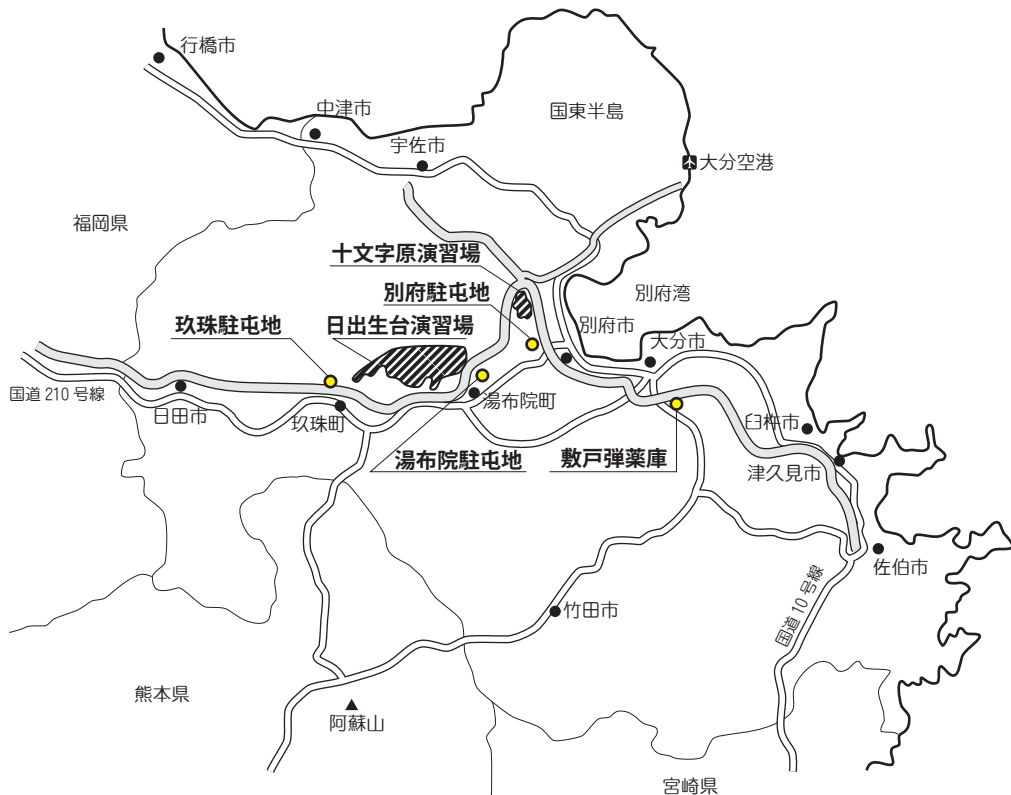 行橋市
中津市
国東半島
宇佐市
大分空港
福岡県
十文字原演習場
別府駐屯地
別府湾
玖珠駐屯地
日出生台演習場
別府市
大分市
国道210号線
日田市
玖珠町
湯布院町
臼杵市
湯布院駐屯地
敷戸弾薬庫
津久見市
佐伯市
国道10号線
竹田市
熊本県
阿蘇山
宮崎県